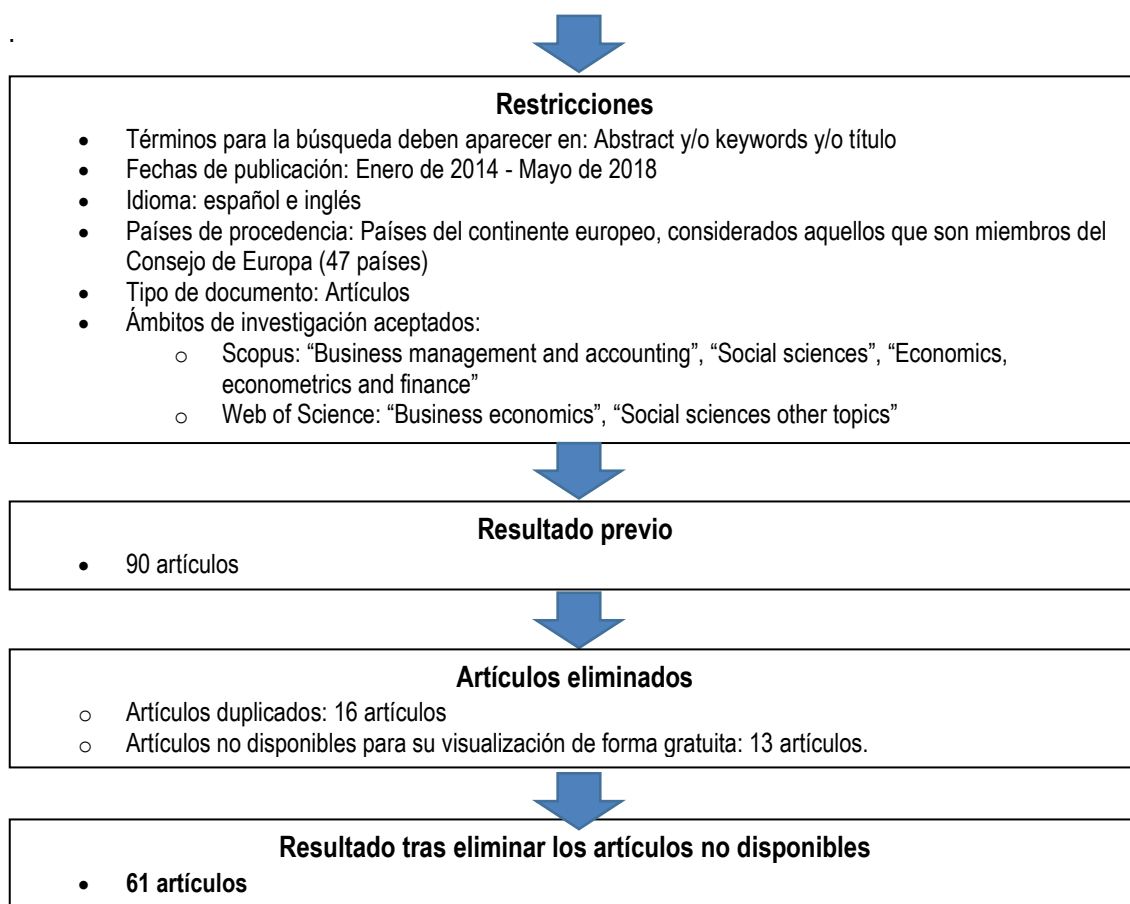 .
Restricciones
• Términos para la búsqueda deben aparecer en: Abstract y/o keywords y/o título
• Fechas de publicación: Enero de 2014 - Mayo de 2018
• Idioma: español e inglés
• Países de procedencia: Países del continente europeo, considerados aquellos que son miembros del
Consejo de Europa (47 países)
• Tipo de documento: Artículos
• Ámbitos de investigación aceptados:
o Scopus: “Business management and accounting”, “Social sciences”, “Economics,
econometrics and finance”
o Web of Science: “Business economics”, “Social sciences other topics”
Resultado previo
• 90 artículos
Artículos eliminados
o Artículos duplicados: 16 artículos
o Artículos no disponibles para su visualización de forma gratuita: 13 artículos.
Resultado tras eliminar los artículos no disponibles
• 61 artículos